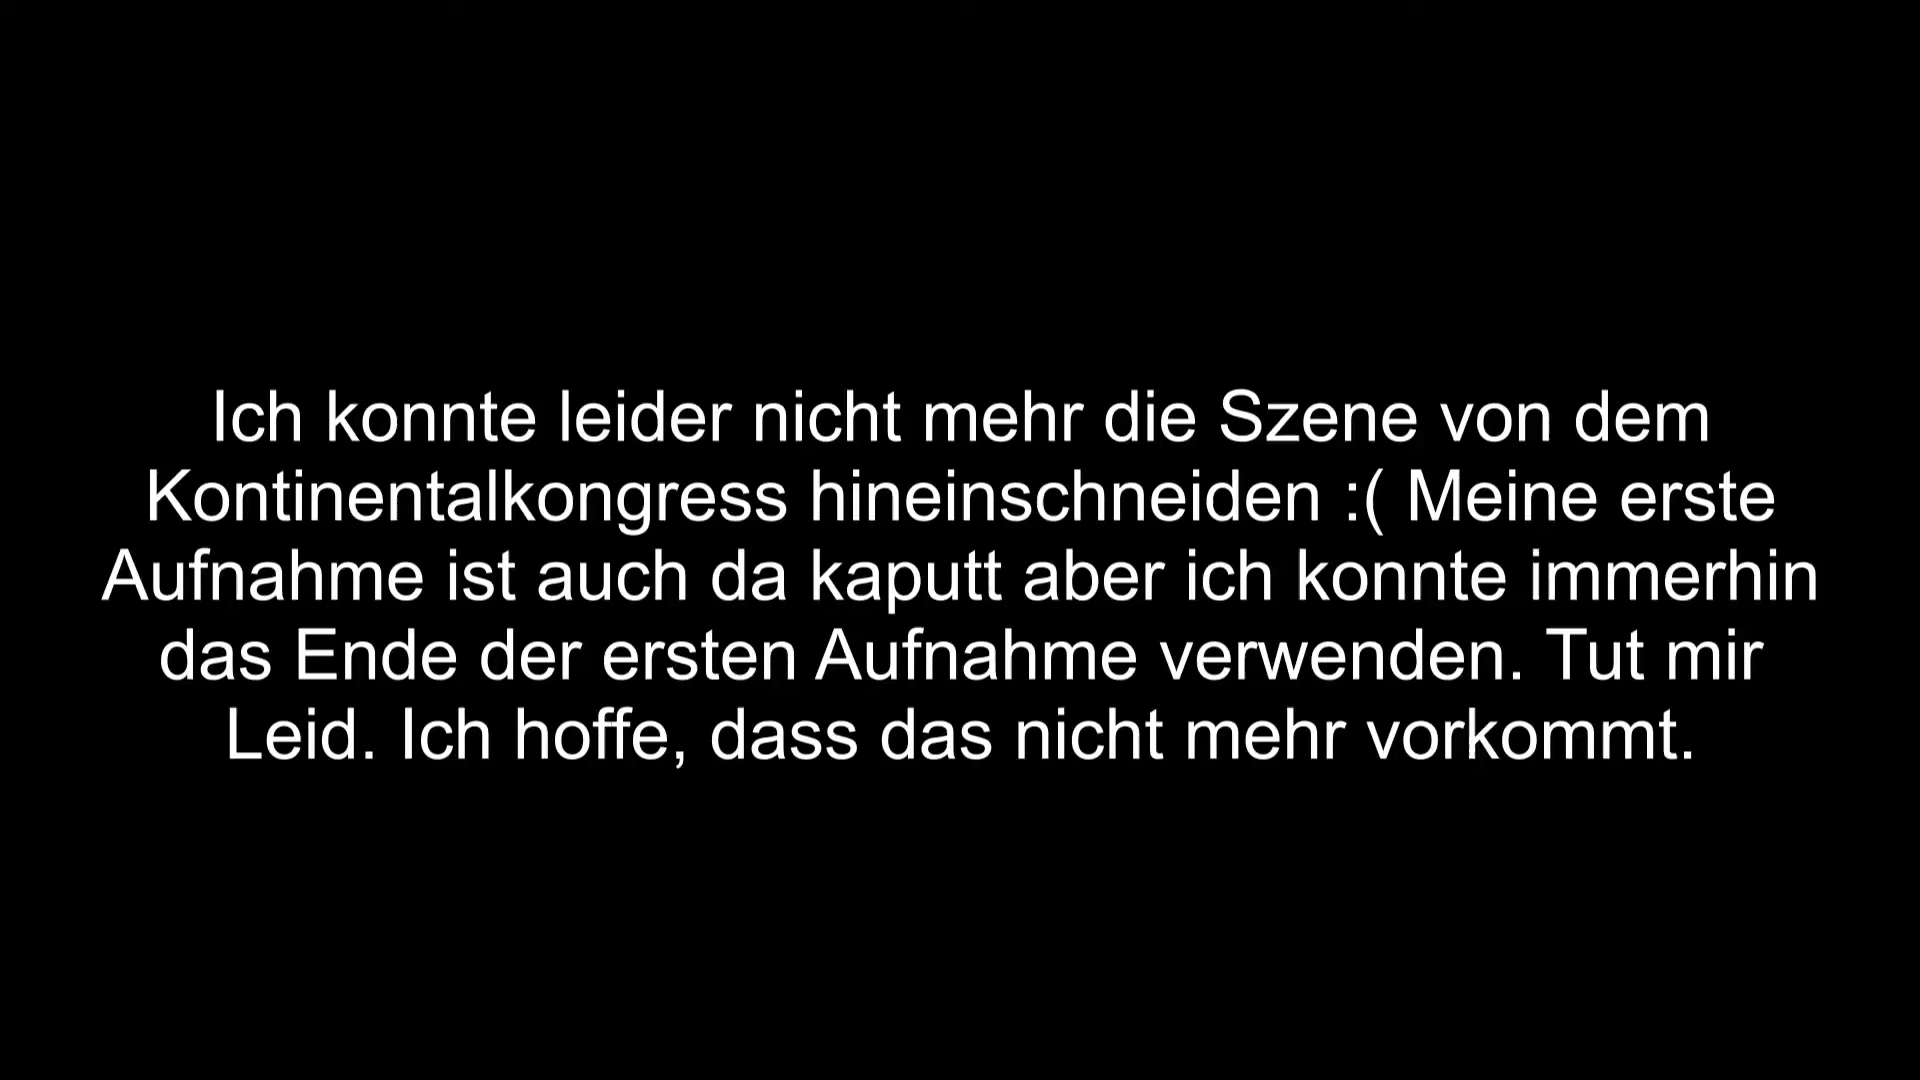 Ich konnte leider nicht mehr die Szene von dem
Kontinentalkongress hineinschneiden :( Meine erste
Aufnahme ist auch da kaputt aber ich konnte immerhin
das Ende der ersten Aufnahme verwenden. Tut mir
Leid. Ich hoffe, dass das nicht mehr vorkommt.